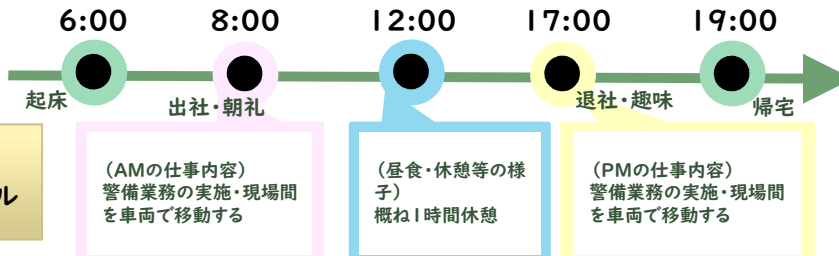 6:00 8:00 12:00 17:00 19:00
起床 出社・朝礼 退社・趣味 帰宅
ル
（AMの仕事内容）
警備業務の実施・現場間
を車両で移動する
（昼食・休憩等の様
子）
概ね1時間休憩
（PMの仕事内容）
警備業務の実施・現場間
を車両で移動する